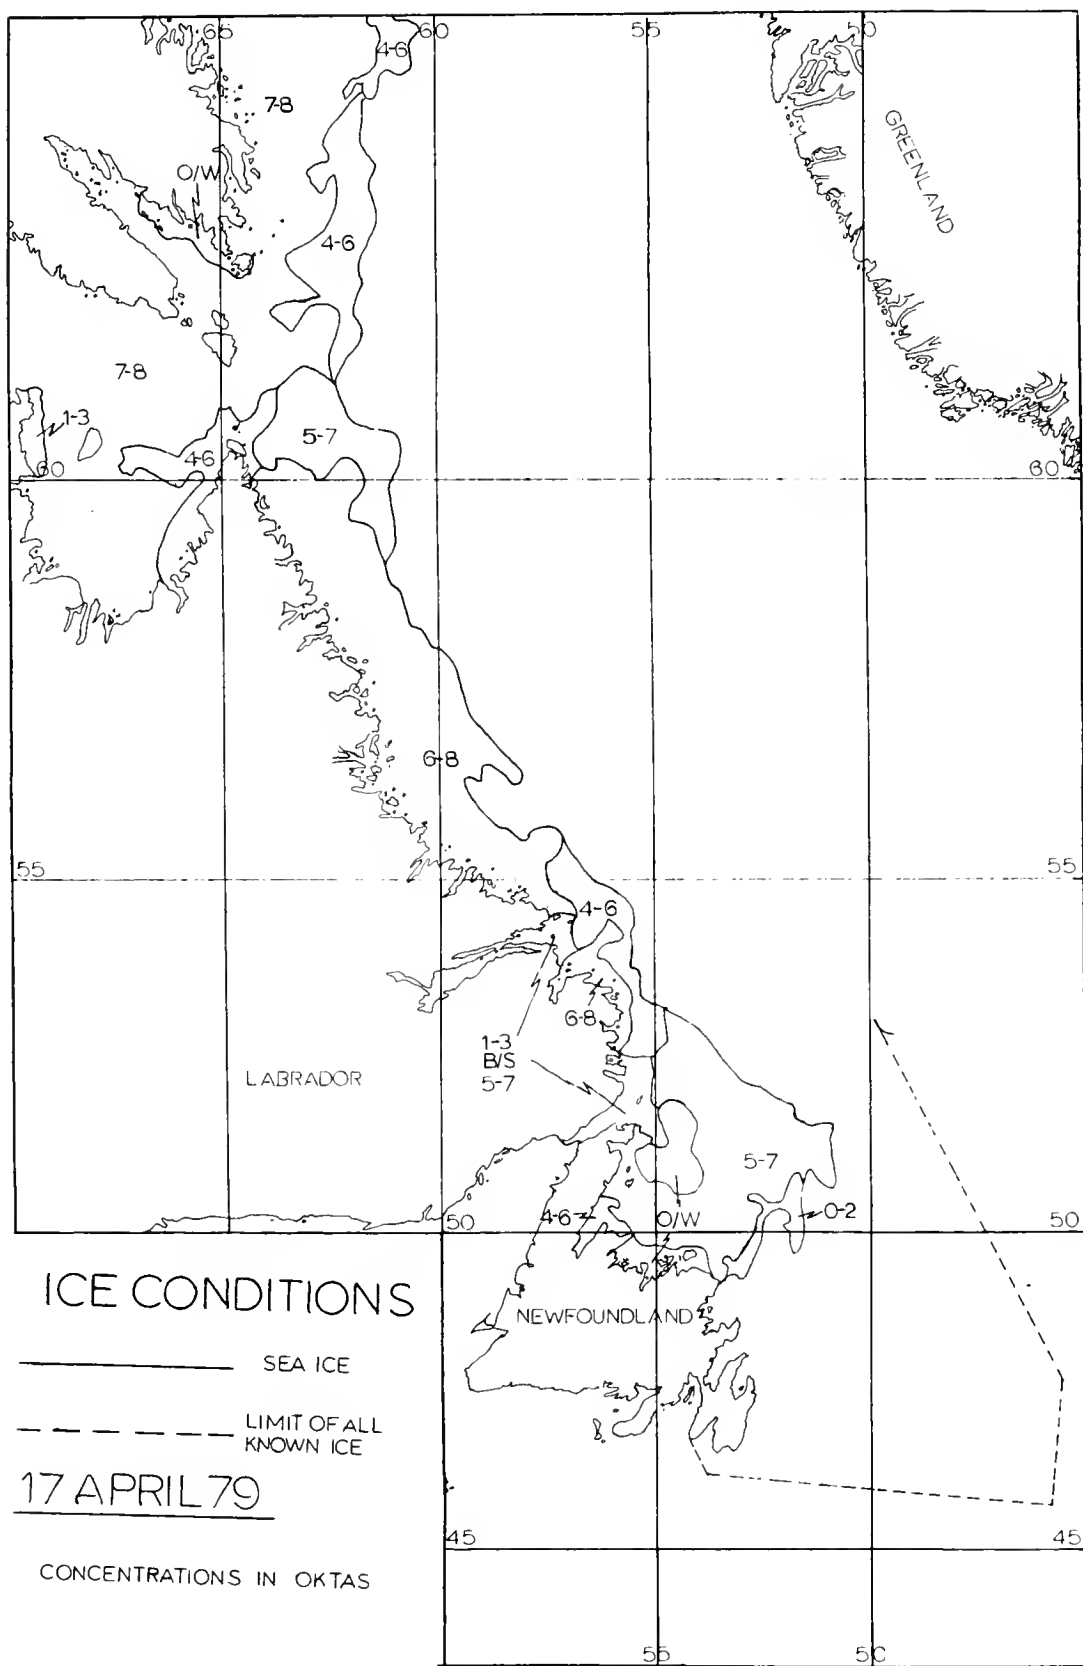 65
60
55
50
4-6
7-8
GREENLAND
O/W
4-6
7-8
1-3
5-7
4-6
60
60
6-8
55
55
4-6
6-8
1-3
B/S
5-7
LABRADOR
5-7
4-6
O/W
0-2
50
50
ICE CONDITIONS
NEWFOUNDLAND
SEA ICE
LIMIT OF ALL
KNOWN ICE
17 APRIL 79
45
45
CONCENTRATIONS IN OKTAS
55
50